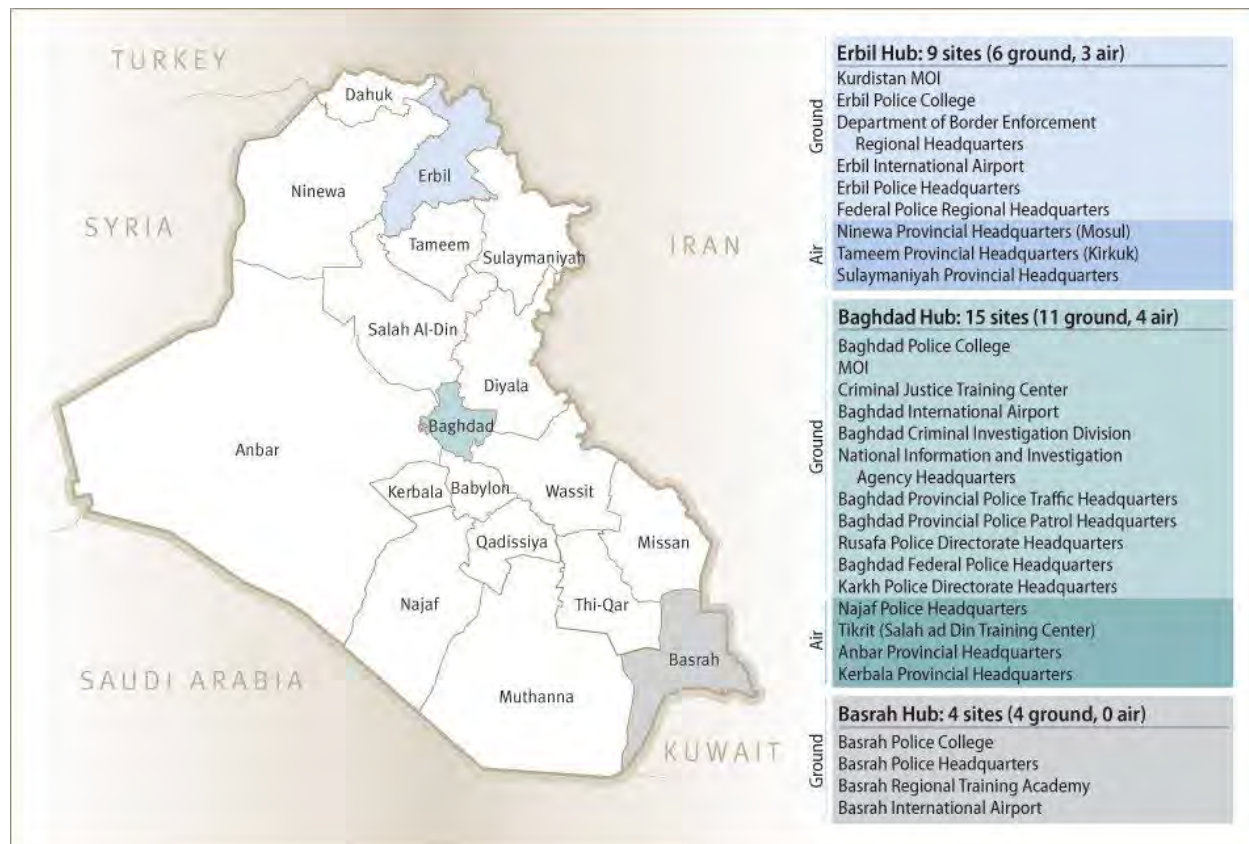 TURKEY
SYRIA
IRAN
SAUDI ARABIA
KUWAIT
Dahuk
Ninewa
Erbil
Tameem
Sulaymaniyah
Salah Al-Din
Diyala
Baghdad
Anbar
Kerbala
Babylon
Wassit
Qadissiya
Missan
Najaf
Thi-Qar
Basrah
Muthanna
Erbil Hub: 9 sites (6 ground, 3 air)
Ground
Kurdistan MOI
Erbil Police College
Department of Border Enforcement
Regional Headquarters
Erbil International Airport
Erbil Police Headquarters
Federal Police Regional Headquarters
Air
Ninewa Provincial Headquarters (Mosul)
Tameem Provincial Headquarters (Kirkuk)
Sulaymaniyah Provincial Headquarters
Baghdad Hub: 15 sites (11 ground, 4 air)
Ground
Baghdad Police College
MOI
Criminal Justice Training Center
Baghdad International Airport
Baghdad Criminal Investigation Division
National Information and Investigation
Agency Headquarters
Baghdad Provincial Police Traffic Headquarters
Baghdad Provincial Police Patrol Headquarters
Rusafa Police Directorate Headquarters
Baghdad Federal Police Headquarters
Karkh Police Directorate Headquarters
Air
Najaf Police Headquarters
Tikrit (Salah ad Din Training Center)
Anbar Provincial Headquarters
Kerbala Provincial Headquarters
Basrah Hub: 4 sites (4 ground, 0 air)
Ground
Basrah Police College
Basrah Police Headquarters
Basrah Regional Training Academy
Basrah International Airport